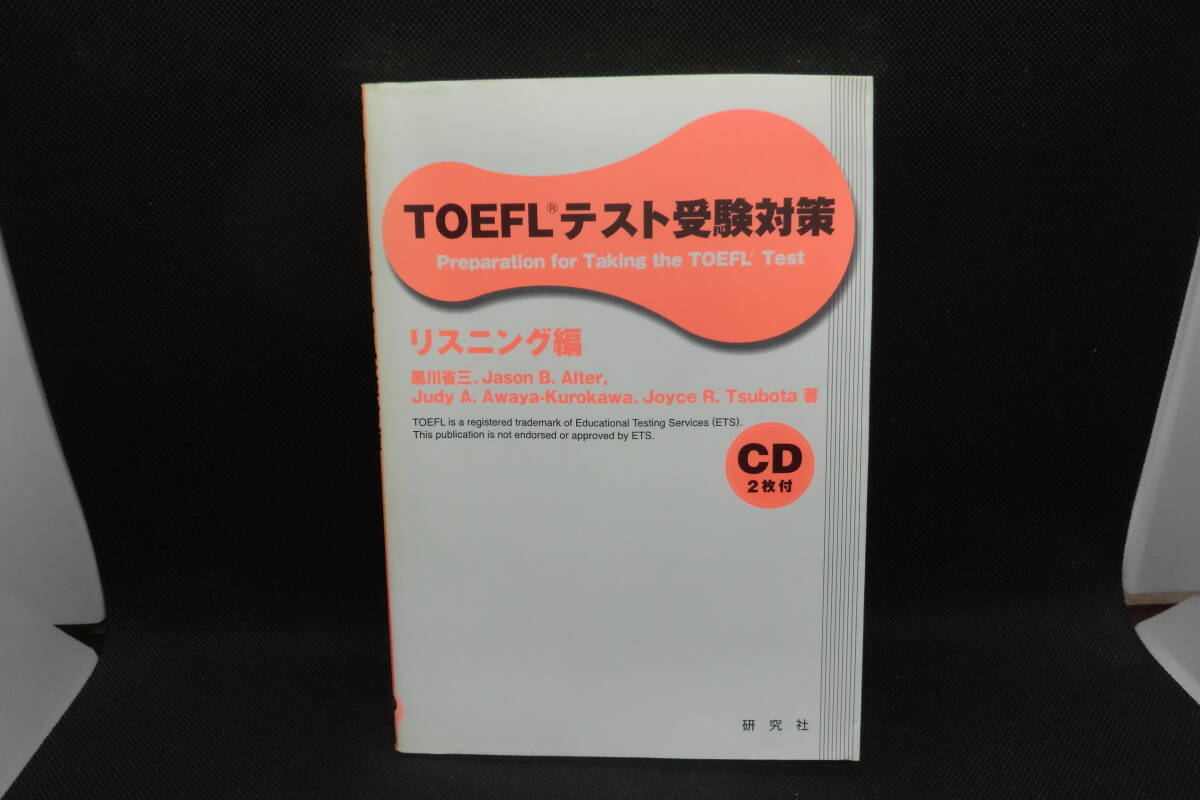 TOEFL®テスト受験対策
Preparation for Taking the TOEFL® Test
リスニング編
黒川省三、Jason B. Alter,
Judy A. Awaya-Kurokawa、Joyce R. Tsubota 著
TOEFL is a registered trademark of Educational Testing Services (ETS).
This publication is not endorsed or approved by ETS.
CD
2枚付
研究社